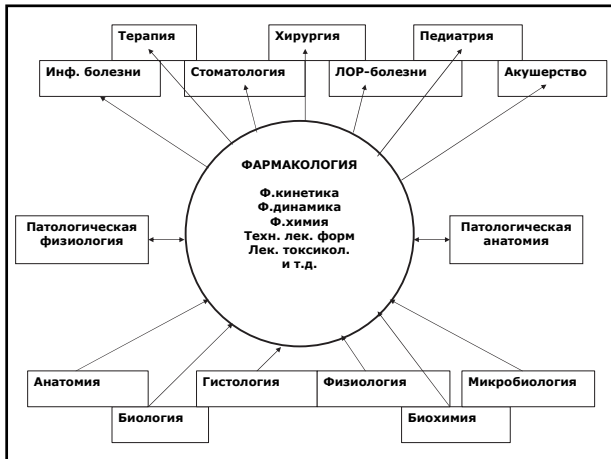 Терапия
Хирургия
Педиатрия
Инф. болезни
Стоматология
ЛОР-болезни
Акушерство
ФАРМАКОЛОГИЯ
Ф.кинетика
Ф.динамика
Ф.химия
Техн. лек. форм
Лек. токсикол.
и т.д.
Патологическая
физиология
Патологическая
анатомия
Анатомия
Гистология
Физиология
Микробиология
Биология
Биохимия